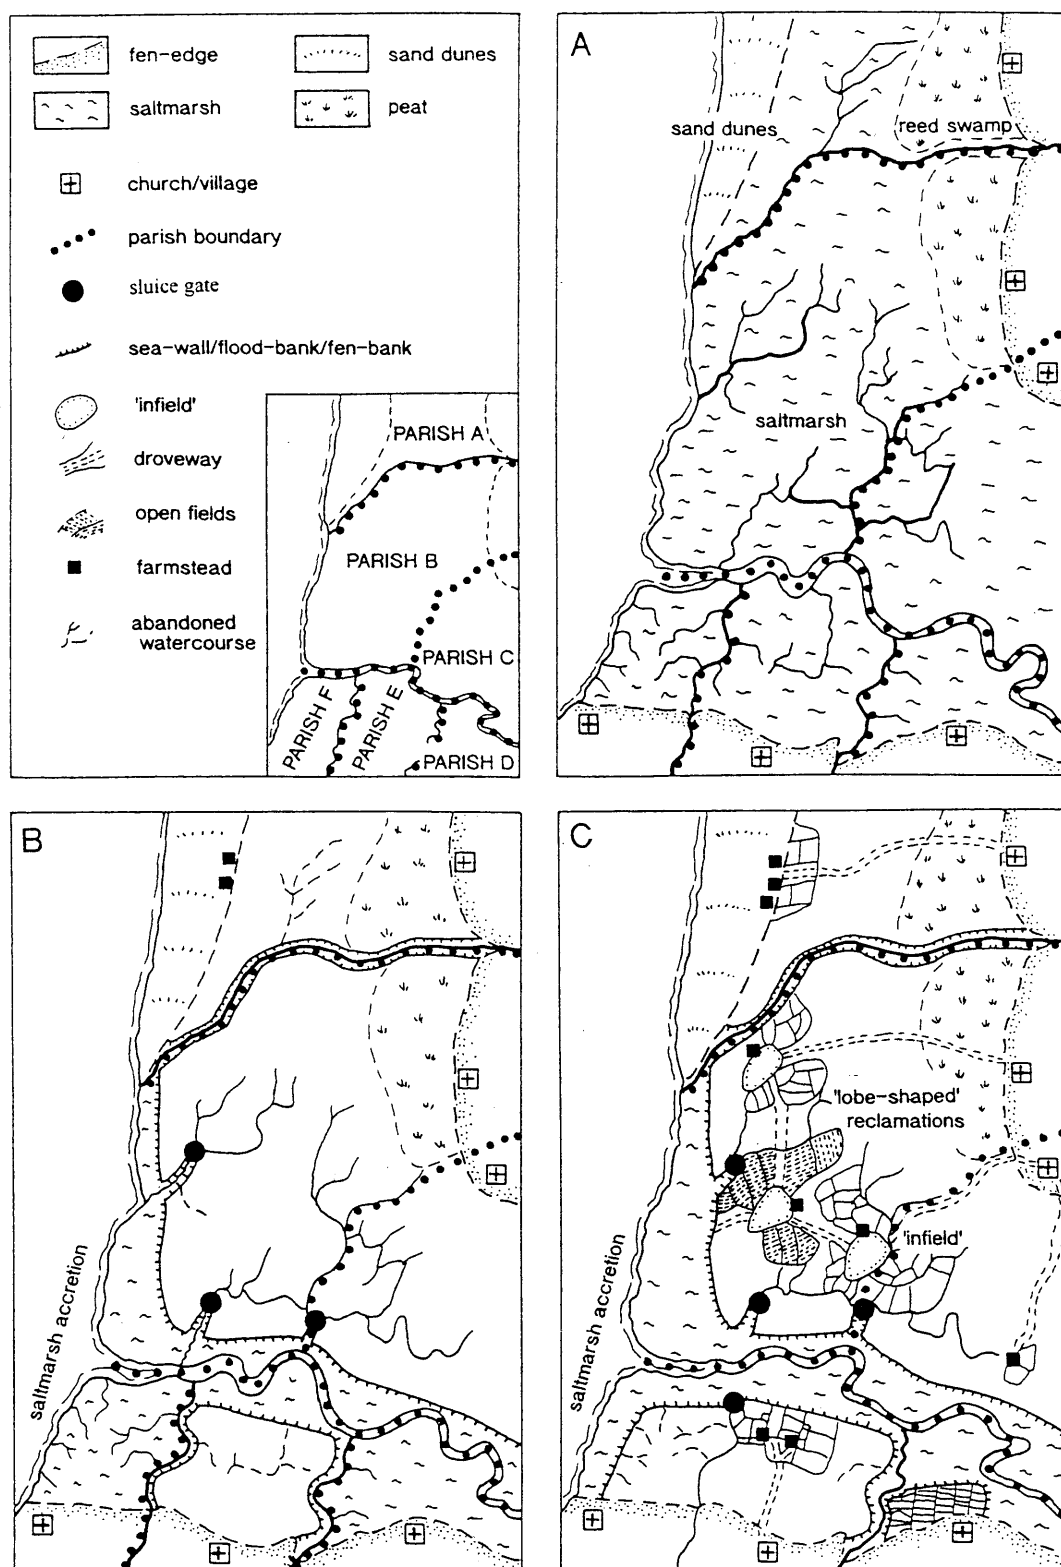 fen-edge
sand dunes
saltmarsh
peat
church/village
parish boundary
sluice gate
sea-wall/flood-bank/fen-bank
'infield'
droveway
open fields
farmstead
abandoned
watercourse
PARISH A
PARISH B
PARISH C
PARISH F
PARISH E
PARISH D
A
sand dunes
reed swamp
saltmarsh
B
saltmarsh accretion
C
'lobe-shaped'
reclamations
'infield'
saltmarsh accretion